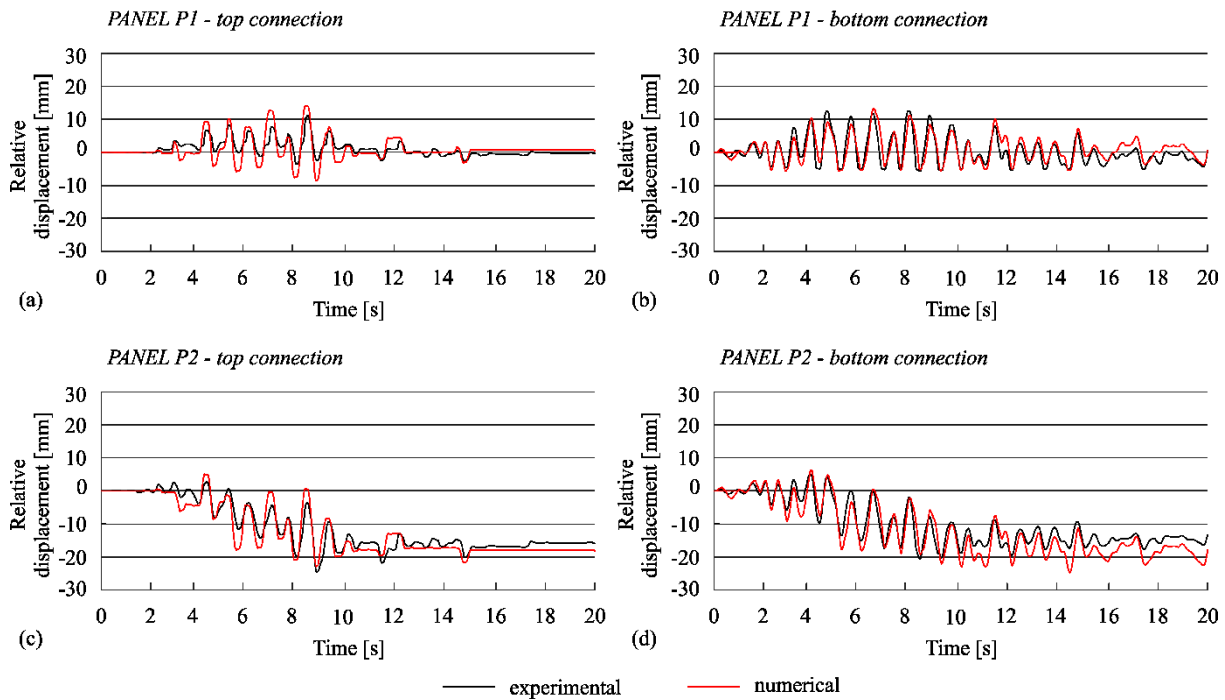 PANEL P1 - top connection
30
20
10
0
-10
-20
-30
Relative
displacement [mm]
0 2 4 6 8 10 12 14 16 18 20
(a)
Time [s]
PANEL P1 - bottom connection
30
20
10
0
-10
-20
-30
Relative
displacement [mm]
0 2 4 6 8 10 12 14 16 18 20
(b)
Time [s]
PANEL P2 - top connection
30
20
10
0
-10
-20
-30
Relative
displacement [mm]
0 2 4 6 8 10 12 14 16 18 20
(c)
Time [s]
PANEL P2 - bottom connection
30
20
10
0
-10
-20
-30
Relative
displacement [mm]
0 2 4 6 8 10 12 14 16 18 20
(d)
Time [s]
experimental
numerical